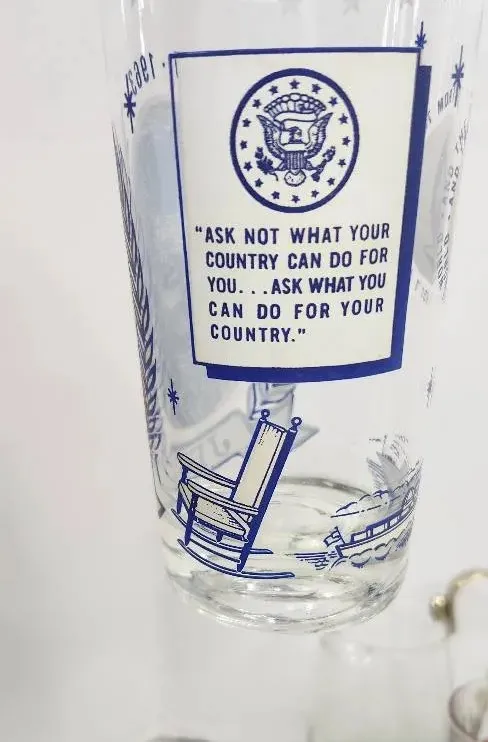 "ASK NOT WHAT YOUR
COUNTRY CAN DO FOR
YOU...ASK WHAT YOU
CAN DO FOR YOUR
COUNTRY."